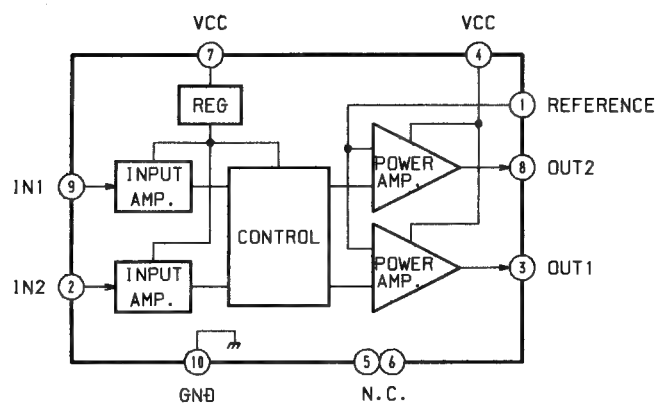 VCC VCC
7 4
REG
1 REFERENCE
POWER
AMP.
8 OUT2
IN1 9
INPUT
AMP.
CONTROL
POWER
AMP.
3 OUT1
IN2 2
INPUT
AMP.
10 5 6
GND N.C.